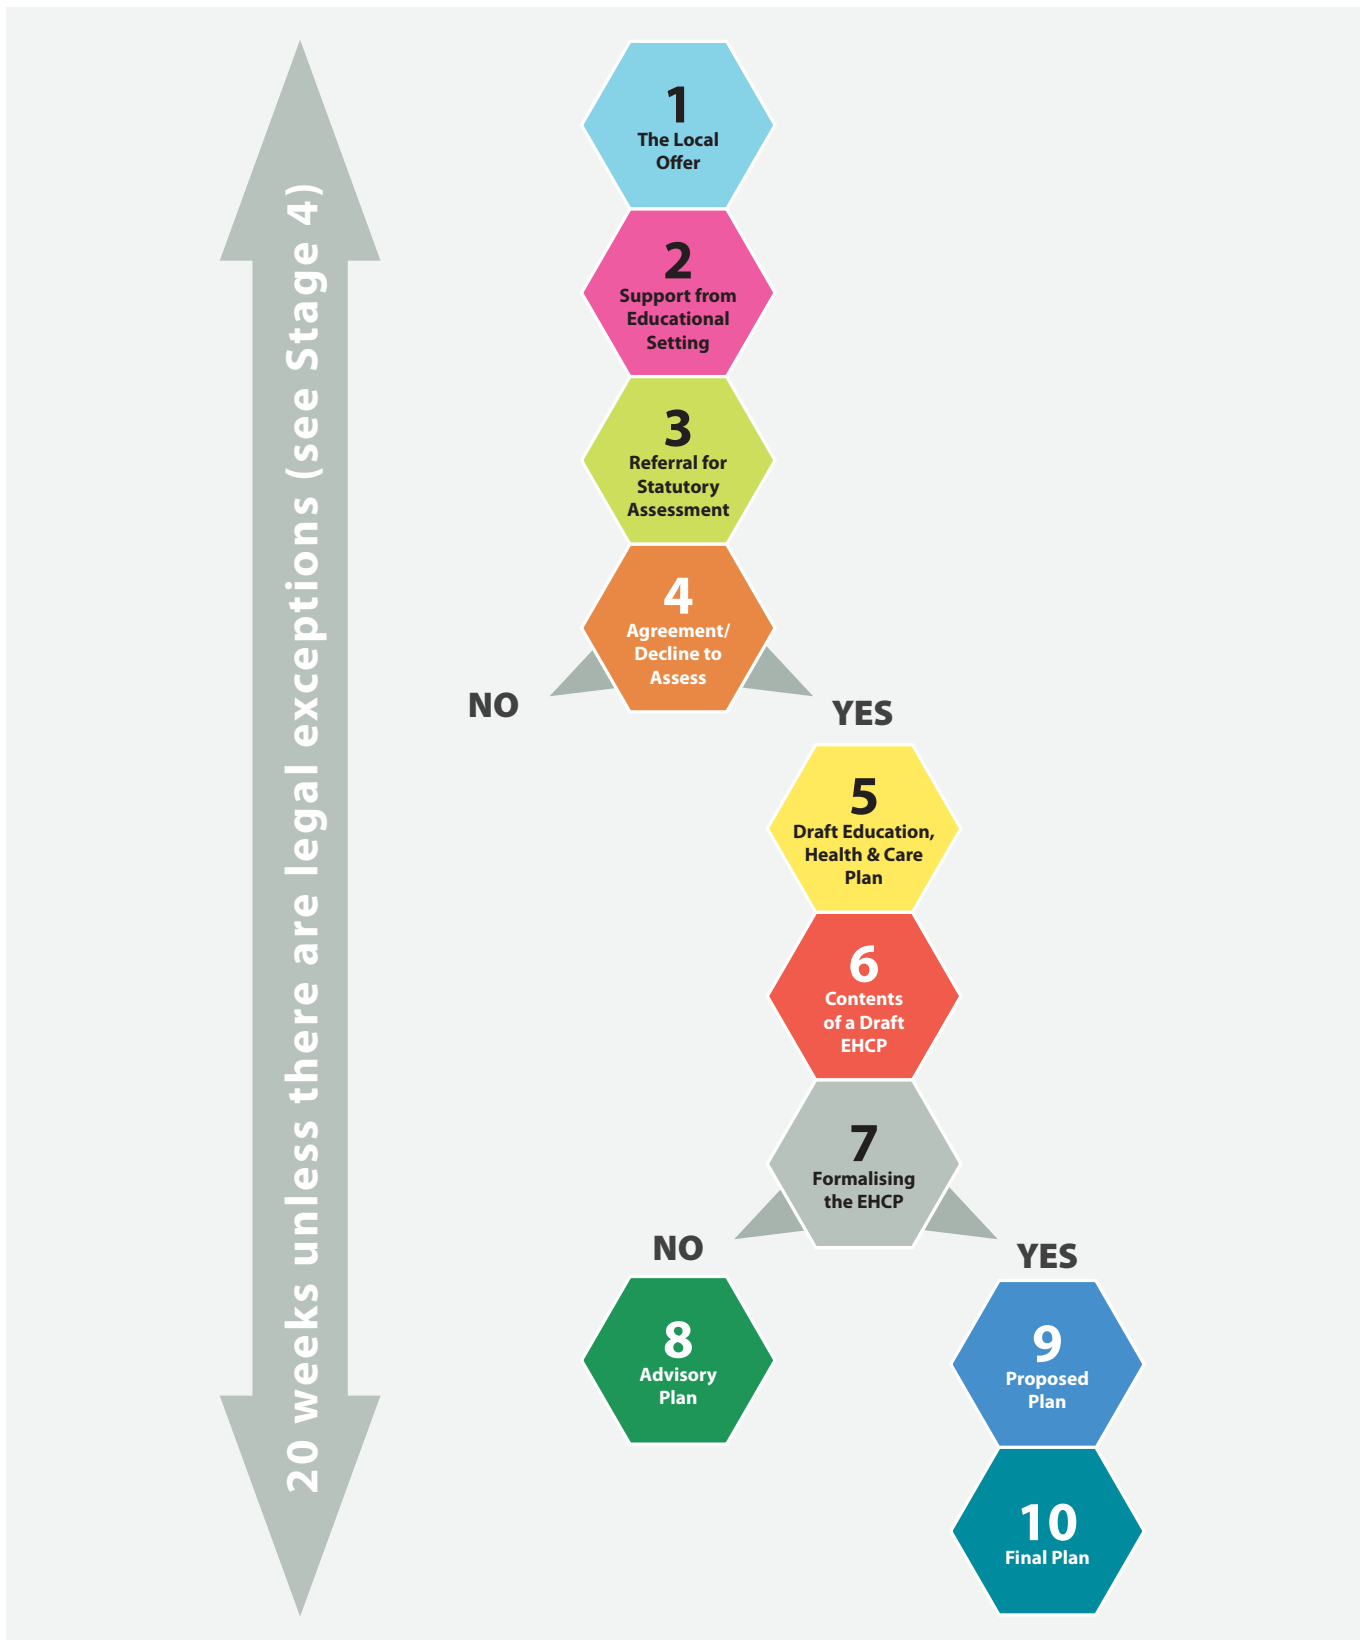 20 weeks unless there are legal exceptions (see Stage 4)
1
The Local
Offer
2
Support from
Educational
Setting
3
Referral for
Statutory
Assessment
4
Agreement/
Decline to
Assess
NO
YES
5
Draft Education,
Health & Care
Plan
6
Contents
of a Draft
EHCP
7
Formalising
the EHCP
NO
YES
8
Advisory
Plan
9
Proposed
Plan
10
Final Plan